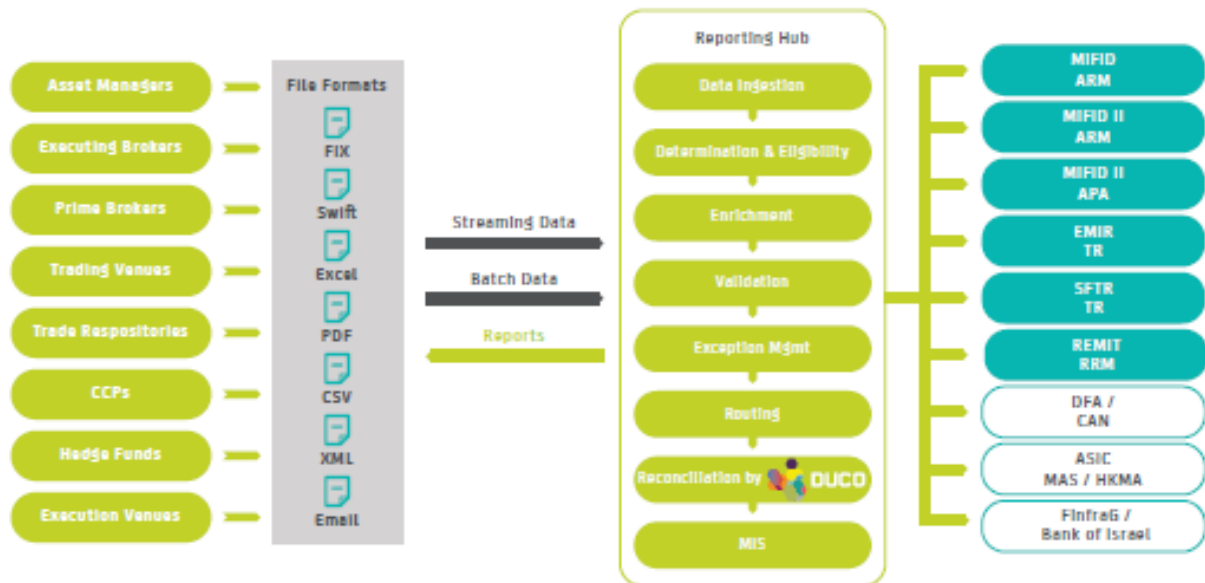 Asset Managers
Executing Brokers
Prime Brokers
Trading Venues
Trade Respositories
CCPs
Hedge Funds
Execution Venues
File Formats
FIX
Swift
Excel
PDF
CSV
XML
Email
Streaming Data
Batch Data
Reports
Reporting Hub
Data Ingestion
Determination & Eligibility
Enrichment
Validation
Exception Mgmt
Routing
Reconciliation by DUCO
MIS
MIFID
ARM
MIFID II
ARM
MIFID II
APA
EMIR
TR
SFTR
TR
REMIT
RRM
DFA /
CAN
ASIC
MAS / HKMA
FinfraG /
Bank of Israel